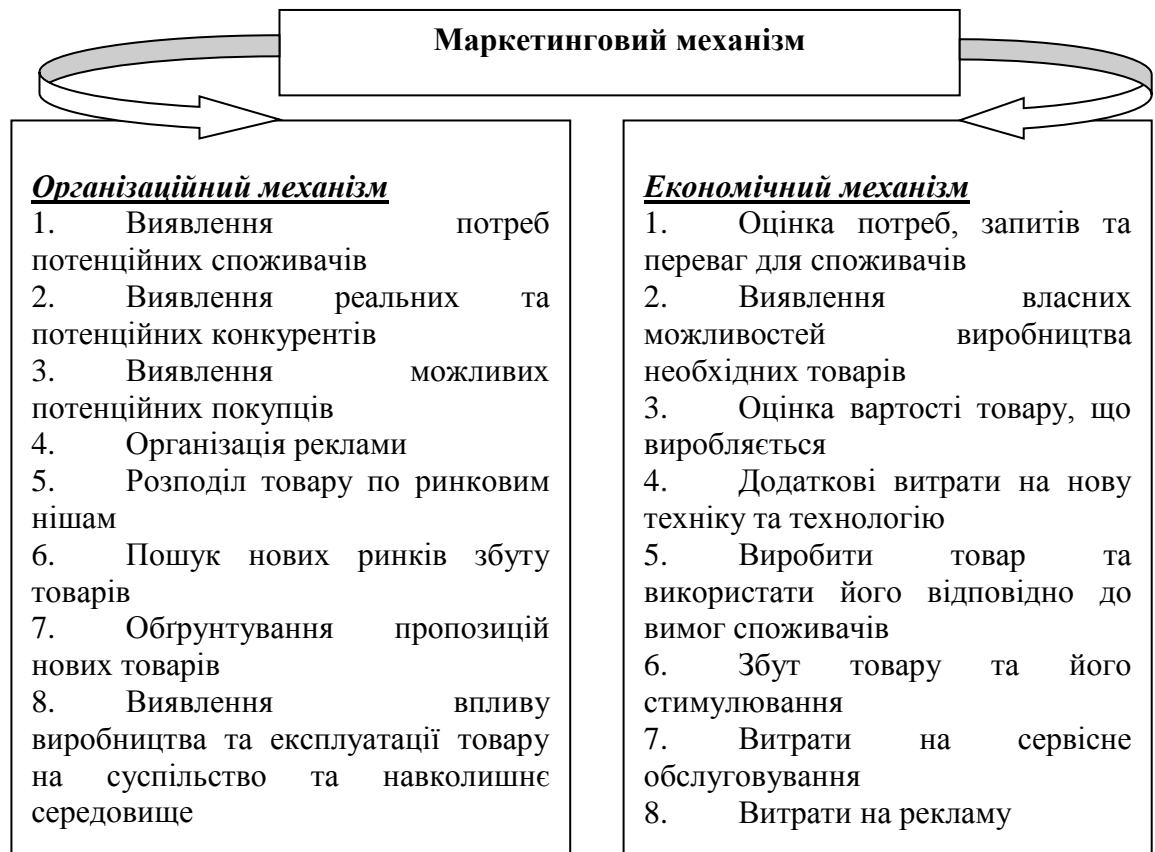 Маркетинговий механізм
Організаційний механізм
1. Виявлення потреб
потенційних споживачів
2. Виявлення реальних та
потенційних конкурентів
3. Виявлення можливих
потенційних покупців
4. Організація реклами
5. Розподіл товару по ринковим
нішам
6. Пошук нових ринків збуту
товарів
7. Обґрунтування пропозицій
нових товарів
8. Виявлення впливу
виробництва та експлуатації товару
на суспільство та навколишнє
середовище
Економічний механізм
1. Оцінка потреб, запитів та
переваг для споживачів
2. Виявлення власних
можливостей виробництва
необхідних товарів
3. Оцінка вартості товару, що
виробляється
4. Додаткові витрати на нову
техніку та технологію
5. Виробити товар та
використати його відповідно до
вимог споживачів
6. Збут товару та його
стимулювання
7. Витрати на сервісне
обслуговування
8. Витрати на рекламу